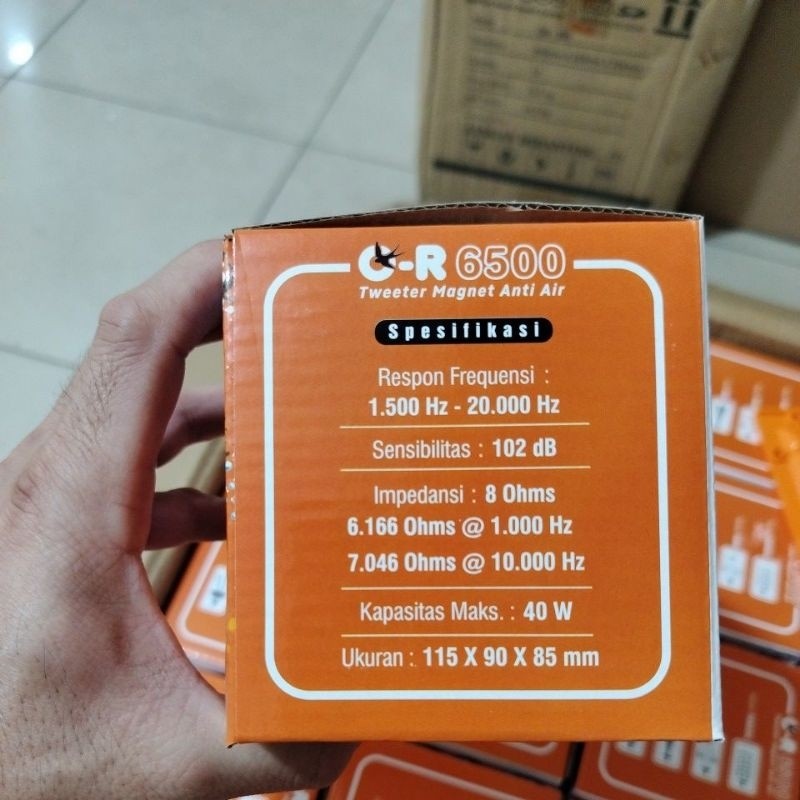 O-R 6500
Tweeter Magnet Anti Air
Spesifikasi
Respon Frequensi :
1.500 Hz - 20.000 Hz
Sensibilitas : 102 dB
Impedansi : 8 Ohms
6.166 Ohms @ 1.000 Hz
7.046 Ohms @ 10.000 Hz
Kapasitas Maks. : 40 W
Ukuran : 115 X 90 X 85 mm